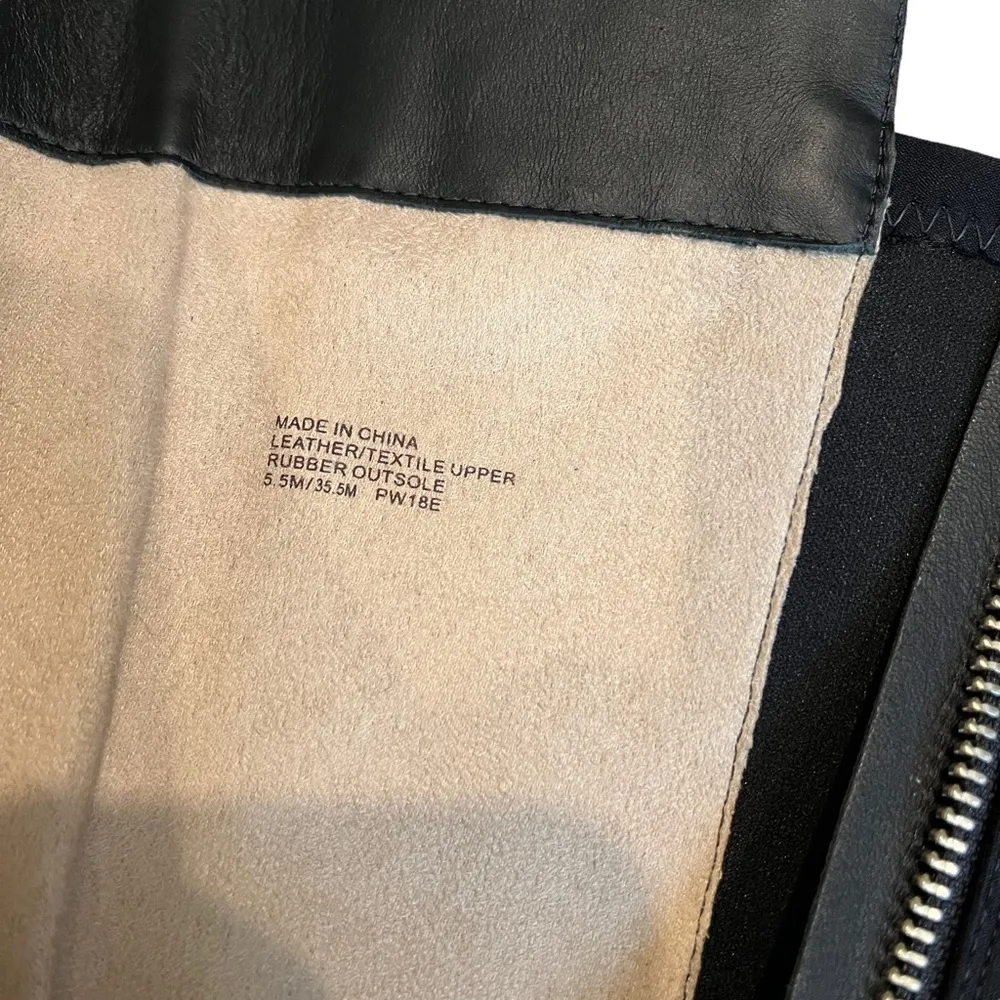 MADE IN CHINA
LEATHER/TEXTILE UPPER
RUBBER OUTSOLE
5.5M/35.5M PW18E